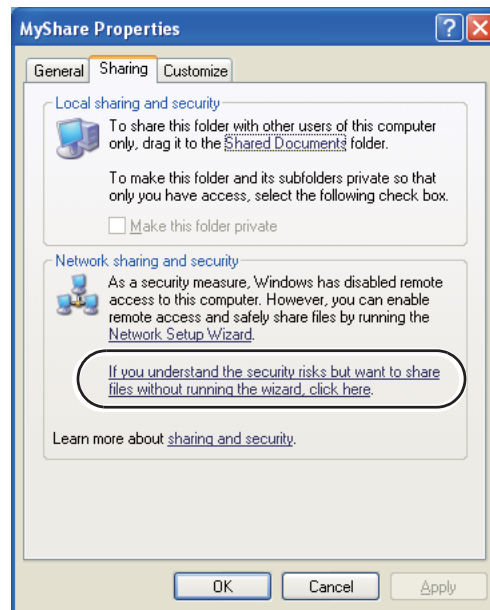 MyShare Properties
General Sharing Customize
Local sharing and security
To share this folder with other users of this computer
only, drag it to the Shared Documents folder.
To make this folder and its subfolders private so that
only you have access, select the following check box.
Make this folder private
Network sharing and security
As a security measure, Windows has disabled remote
access to this computer. However, you can enable
remote access and safely share files by running the
Network Setup Wizard.
If you understand the security risks but want to share
files without running the wizard, click here.
Learn more about sharing and security.
OK Cancel Apply